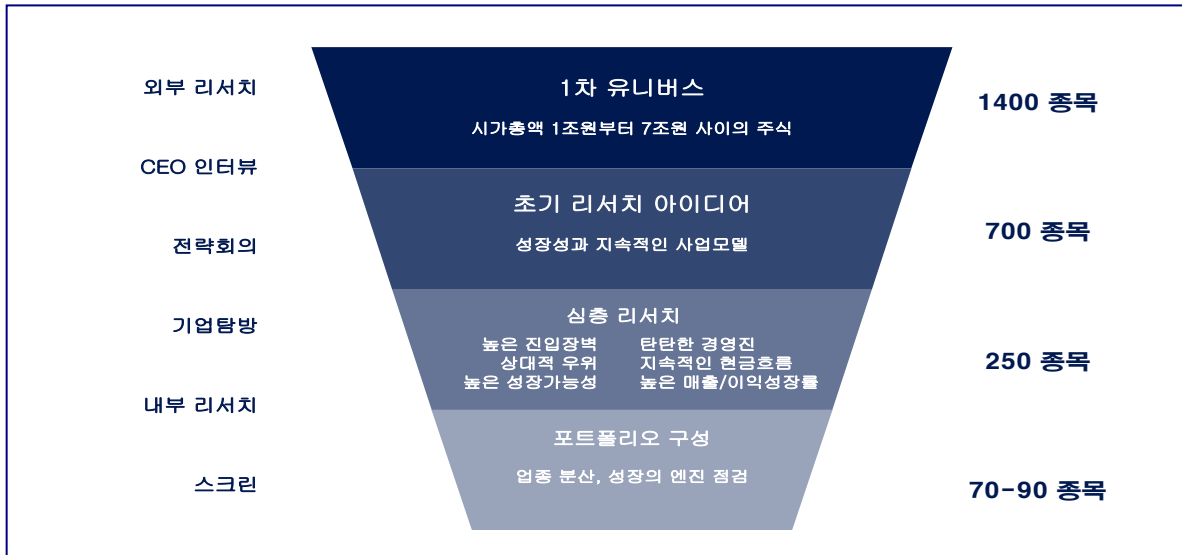 외부 리서치
CEO 인터뷰
전략회의
기업탐방
내부 리서치
스크린
1차 유니버스
시가총액 1조원부터 7조원 사이의 주식
초기 리서치 아이디어
성장성과 지속적인 사업모델
심층 리서치
높은 진입장벽 탄탄한 경영진
상대적 우위 지속적인 현금흐름
높은 성장가능성 높은 매출/이익성장률
포트폴리오 구성
업종 분산, 성장의 엔진 점검
1400 종목
700 종목
250 종목
70-90 종목